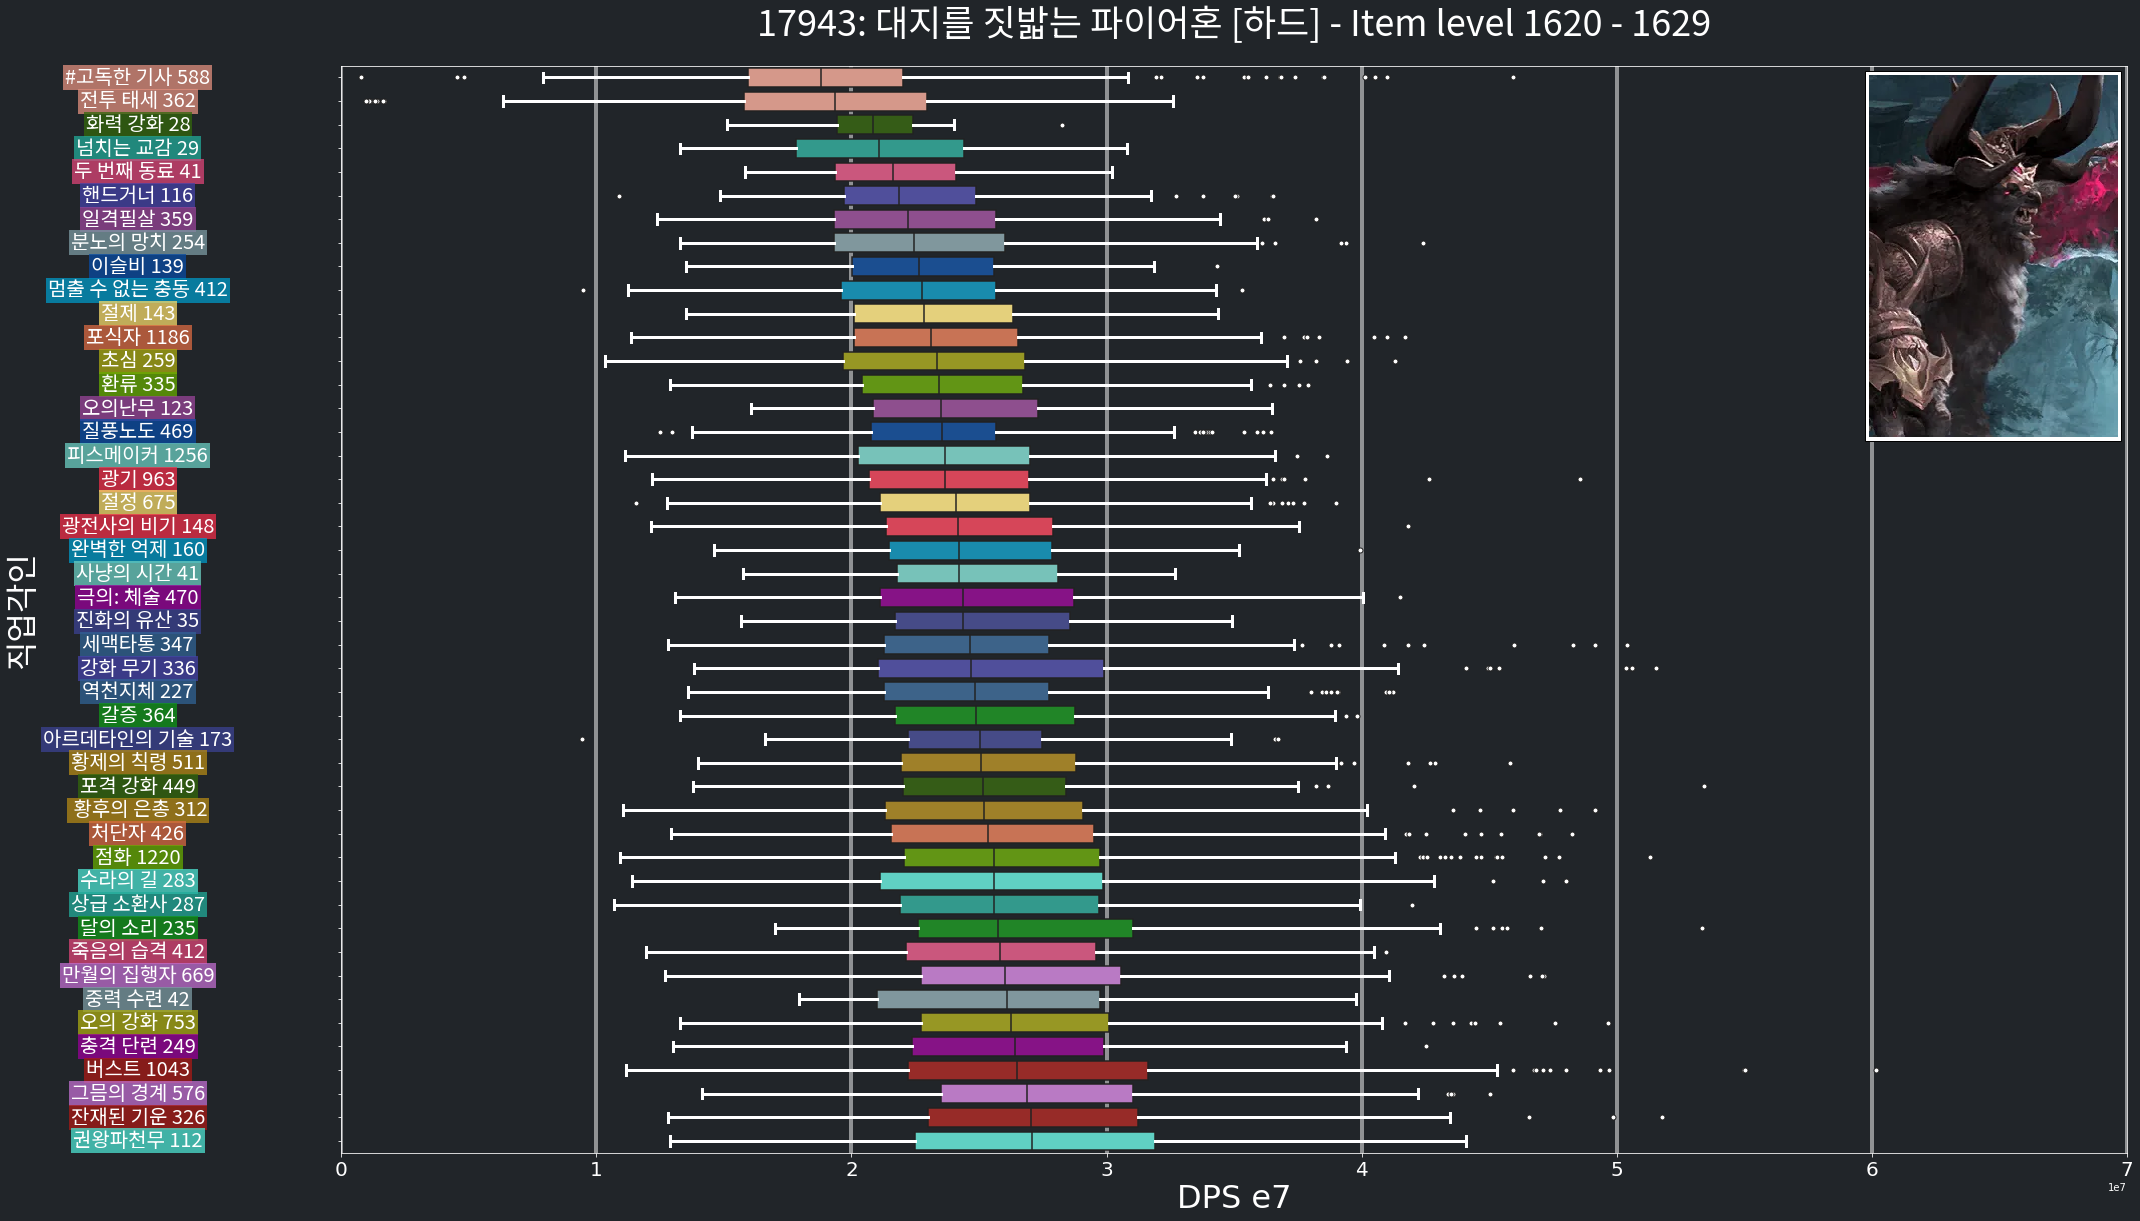 17943: 대지를 짓밟는 파이어혼 [하드] - Item level 1620 - 1629
#고독한 기사 588
전투 태세 362
화력 강화 28
넘치는 교감 29
두 번째 동료 41
핸드거너 116
일격필살 359
분노의 망치 254
이슬비 139
멈출 수 없는 충동 412
절제 143
포식자 1186
초심 259
환류 335
오의난무 123
질풍노도 469
피스메이커 1256
광기 963
절정 675
광전사의 비기 148
완벽한 억제 160
사냥의 시간 41
극의: 체술 470
진화의 유산 35
세맥타통 347
강화 무기 336
역천지체 227
갈증 364
아르데타인의 기술 173
황제의 칙령 511
포격 강화 449
황후의 은총 312
처단자 426
점화 1220
수라의 길 283
상급 소환사 287
달의 소리 235
죽음의 습격 412
만월의 집행자 669
중력 수련 42
오의 강화 753
충격 단련 249
버스트 1043
그믐의 경계 576
잔재된 기운 326
권왕파천무 112
직업각인
0 1 2 3 4 5 6 7
1e7
DPS e7